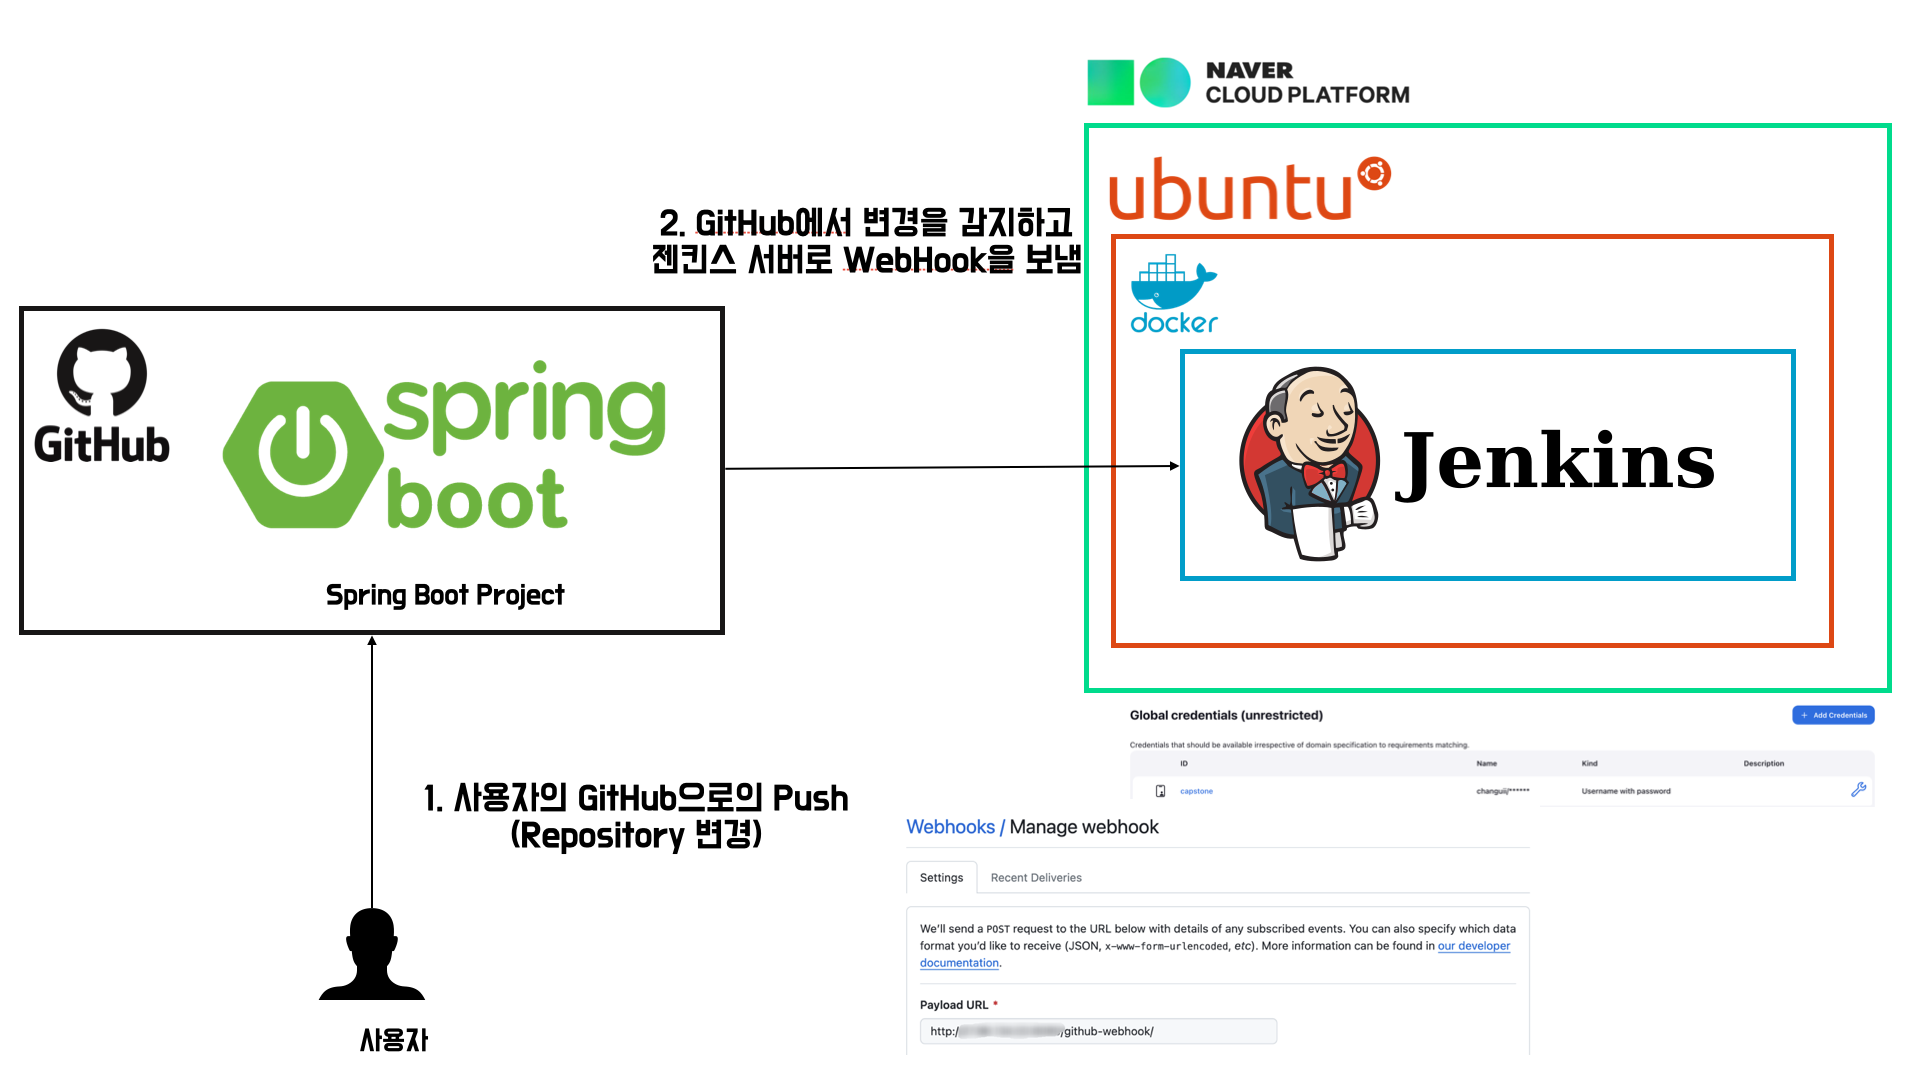 NAVER
CLOUD PLATFORM
ubuntu
2. GitHub에서 변경을 감지하고
젠킨스 서버로 WebHook을 보냄
docker
GitHub
spring
boot
Jenkins
Spring Boot Project
1. 사용자의 GitHub으로의 Push
(Repository 변경)
사용자
Global credentials (unrestricted)
+ Add Credentials
Credentials that should be available irrespective of domain specification to requirements matching.
ID Name Kind Description
capstone changuii/****** Username with password
Webhooks / Manage webhook
Settings Recent Deliveries
We'll send a POST request to the URL below with details of any subscribed events. You can also specify which data
format you'd like to receive (JSON, x-www-form-urlencoded, etc). More information can be found in our developer
documentation.
Payload URL *
http:/ /github-webhook/